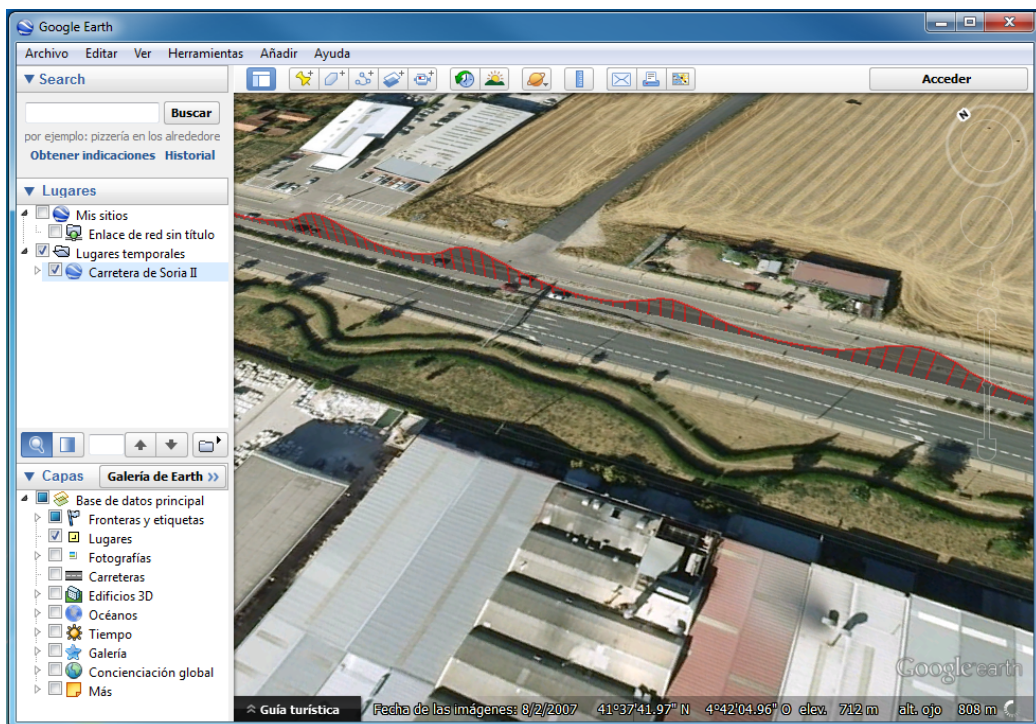 Google Earth
Archivo Editar Ver Herramientas Añadir Ayuda
Search
Buscar
por ejemplo: pizzería en los alrededore
Obtener indicaciones Historial
Lugares
Mis sitios
Enlace de red sin título
Lugares temporales
Carretera de Soria II
Capas Galería de Earth >>
Base de datos principal
Fronteras y etiquetas
Lugares
Fotografías
Carreteras
Edificios 3D
Océanos
Tiempo
Galería
Concienciación global
Más
Acceder
N
Google earth
Guía turística Fecha de las imágenes: 8/2/2007 41°37'41.97" N 4°42'04.96" O elev. 712 m alt. ojo 808 m